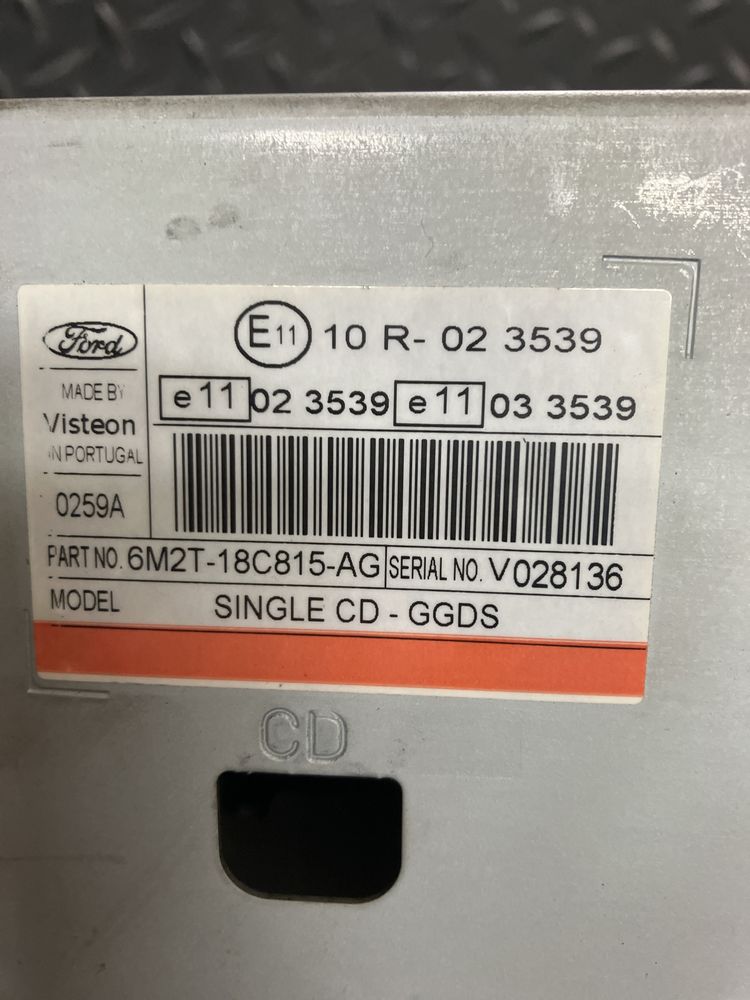 Ford
E11 10 R- 02 3539
e11 02 3539 e11 03 3539
MADE BY
Visteon
IN PORTUGAL
0259A
PART NO. 6M2T-18C815-AG SERIAL NO. V028136
MODEL SINGLE CD - GGDS
CD